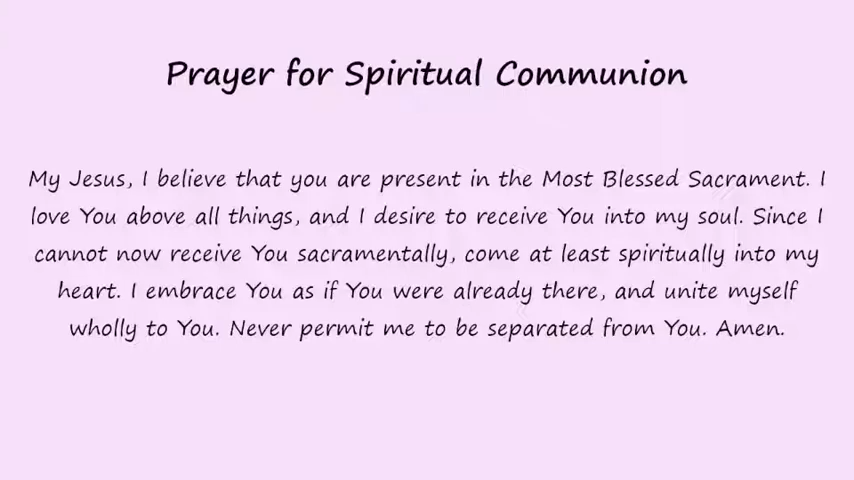 Prayer for Spiritual Communion
My Jesus, I believe that you are present in the Most Blessed Sacrament. I
love You above all things, and I desire to receive You into my soul. Since I
cannot now receive You sacramentally, come at least spiritually into my
heart. I embrace You as if You were already there, and unite myself
wholly to You. Never permit me to be separated from You. Amen.